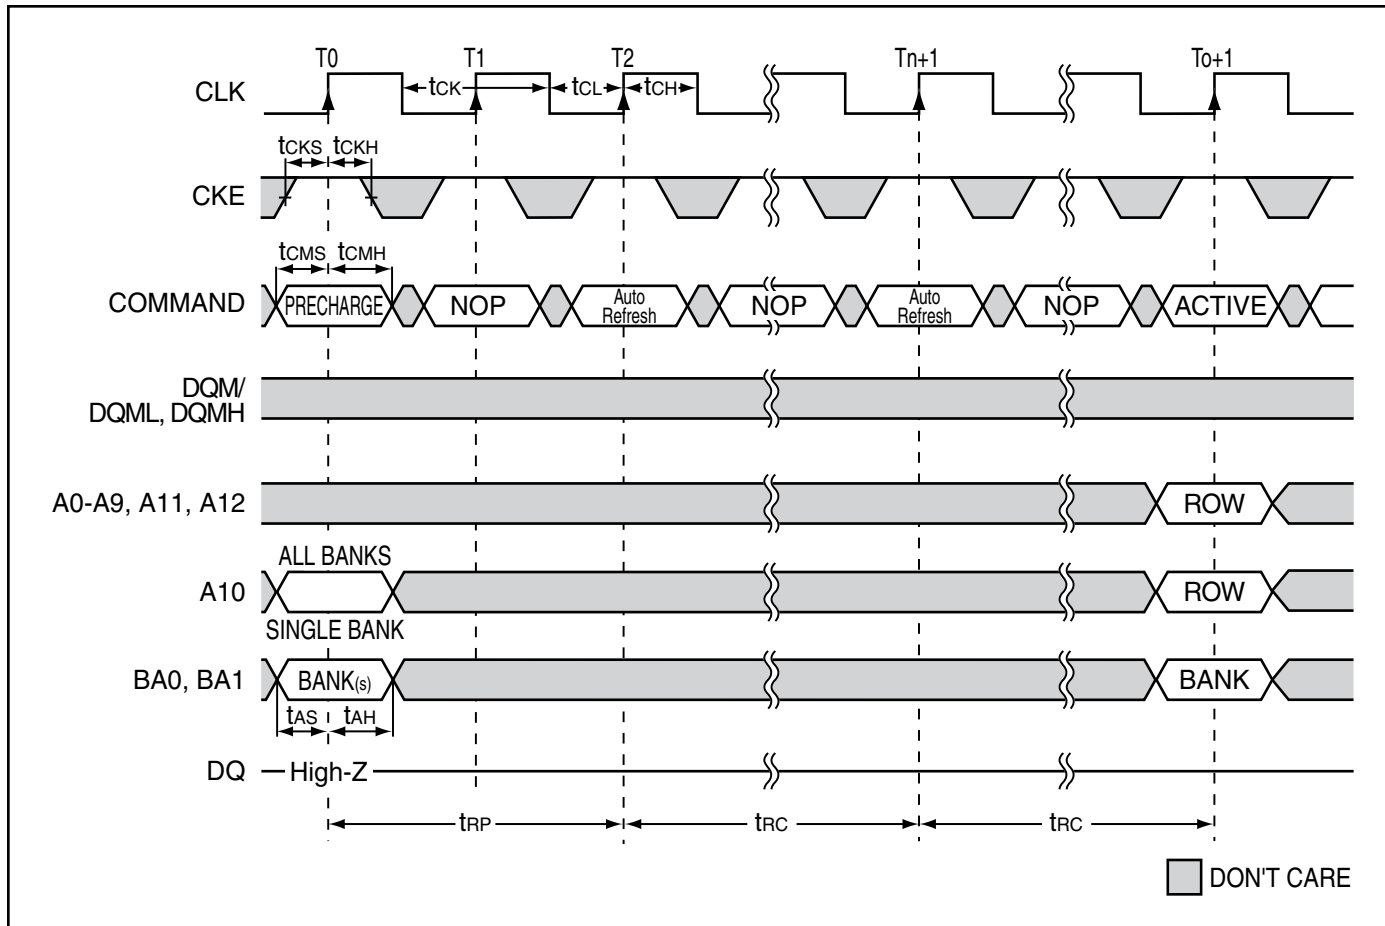 T0 T1 T2 Tn+1 To+1
CLK tCK tCL tCH
tCKS tCKH
CKE
tCMS tCMH
COMMAND PRECHARGE NOP Auto Refresh NOP Auto Refresh NOP ACTIVE
DQM/
DQML, DQMH
A0-A9, A11, A12 ROW
ALL BANKS
A10 ROW
SINGLE BANK
BA0, BA1 BANK(s) BANK
tAS tAH
DQ High-Z
tRP tRC tRC
DON'T CARE